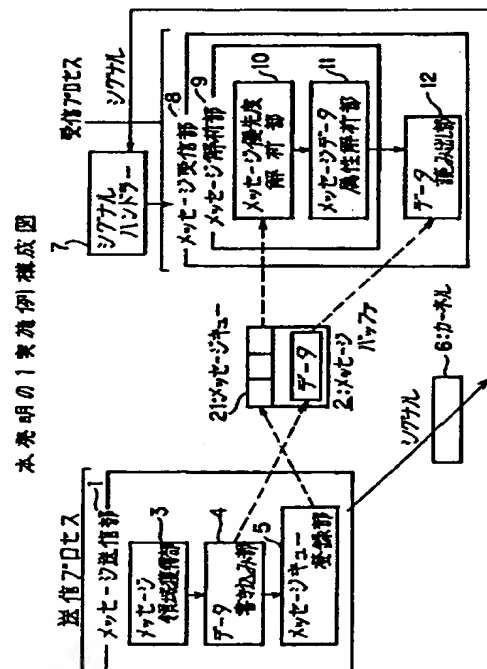 本発明の1実施例構成図
送信プロセス
メッセージ送信部
1
メッセージ
領域獲得部
3
データ
書き込み部
4
メッセージキュー
登録部
5
シグナル
6:カーネル
21:メッセージキュー
データ
2:メッセージ
バッファ
7
シグナル
ハンドラー
受信プロセス
シグナル
メッセージ受信部
8
メッセージ解析部
9
メッセージ優先度
解析部
10
メッセージデータ
属性解析部
11
データ
読み出し部
12